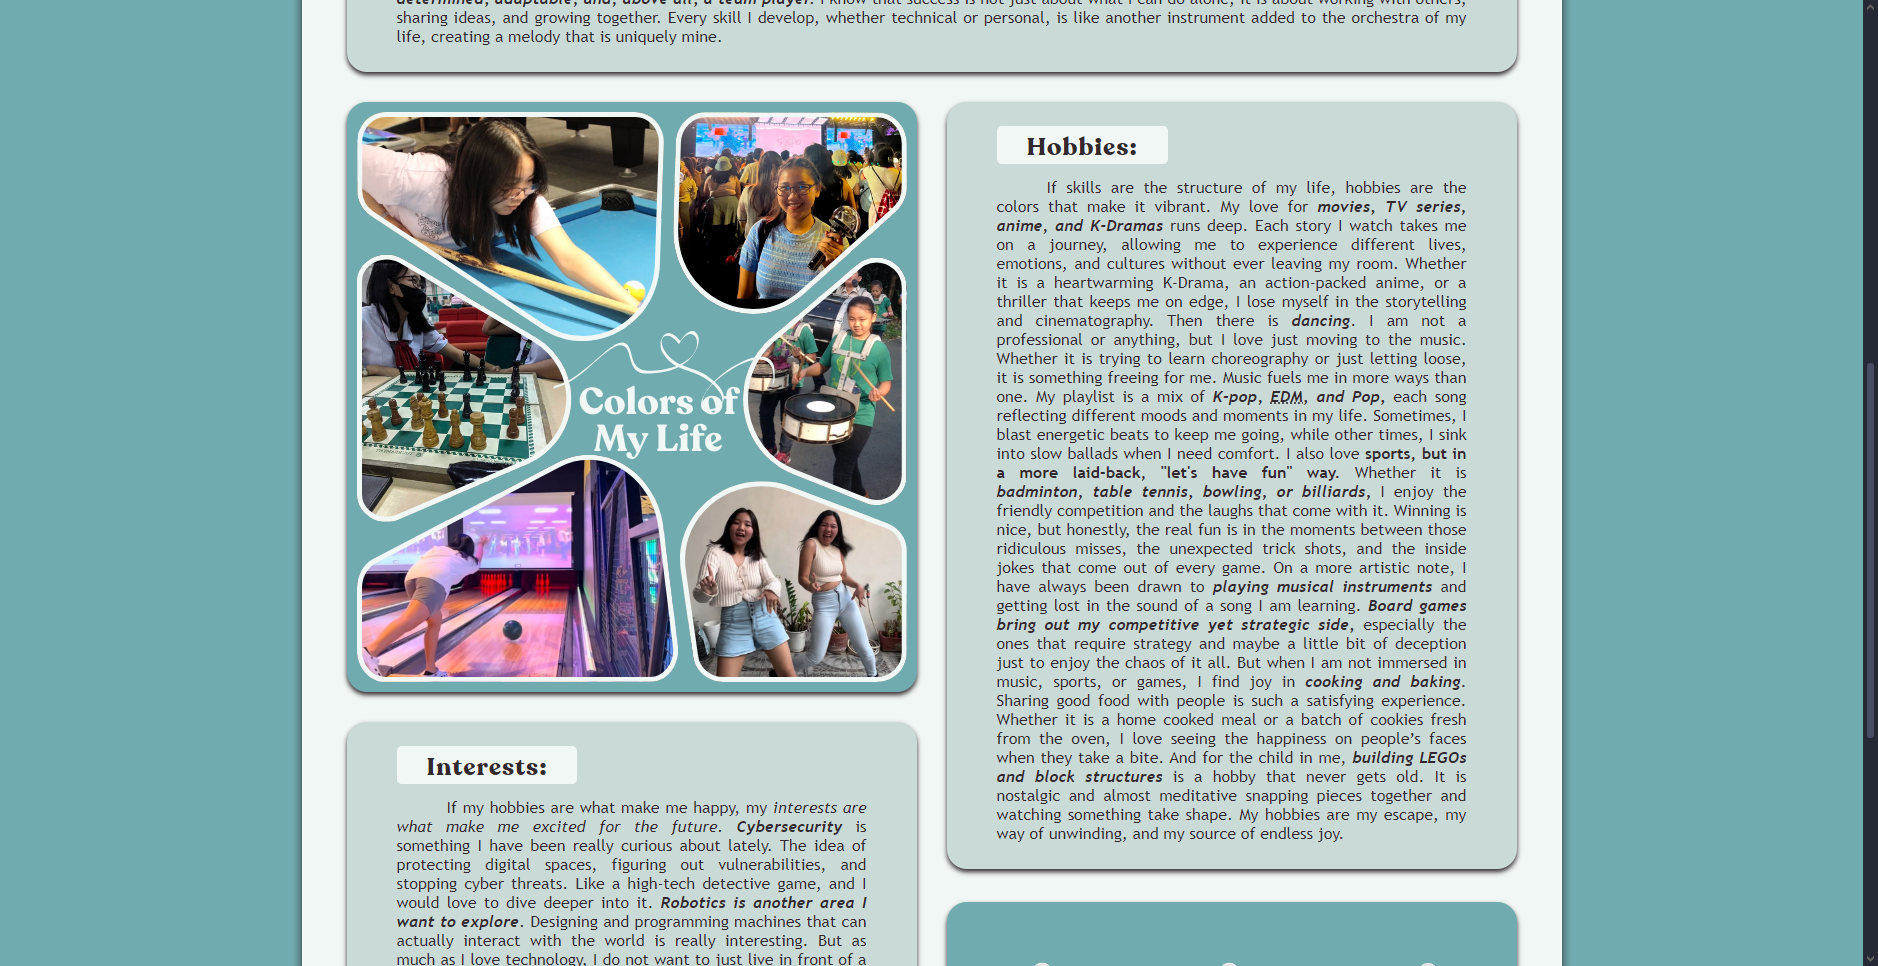 determined, adaptable, and, above all, a team player. I know that success is not just about what I can do alone, it is about working with others,
sharing ideas, and growing together. Every skill I develop, whether technical or personal, is like another instrument added to the orchestra of my
life, creating a melody that is uniquely mine.
Colors of
My Life
Hobbies:
If skills are the structure of my life, hobbies are the
colors that make it vibrant. My love for movies, TV series,
anime, and K-Dramas runs deep. Each story I watch takes me
on a journey, allowing me to experience different lives,
emotions, and cultures without ever leaving my room. Whether
it is a heartwarming K-Drama, an action-packed anime, or a
thriller that keeps me on edge, I lose myself in the storytelling
and cinematography. Then there is dancing. I am not a
professional or anything, but I love just moving to the music.
Whether it is trying to learn choreography or just letting loose,
it is something freeing for me. Music fuels me in more ways than
one. My playlist is a mix of K-pop, EDM, and Pop, each song
reflecting different moods and moments in my life. Sometimes, I
blast energetic beats to keep me going, while other times, I sink
into slow ballads when I need comfort. I also love sports, but in
a more laid-back, "let's have fun" way. Whether it is
badminton, table tennis, bowling, or billiards, I enjoy the
friendly competition and the laughs that come with it. Winning is
nice, but honestly, the real fun is in the moments between those
ridiculous misses, the unexpected trick shots, and the inside
jokes that come out of every game. On a more artistic note, I
have always been drawn to playing musical instruments and
getting lost in the sound of a song I am learning. Board games
bring out my competitive yet strategic side, especially the
ones that require strategy and maybe a little bit of deception
just to enjoy the chaos of it all. But when I am not immersed in
music, sports, or games, I find joy in cooking and baking.
Sharing good food with people is such a satisfying experience.
Whether it is a home cooked meal or a batch of cookies fresh
from the oven, I love seeing the happiness on people’s faces
when they take a bite. And for the child in me, building LEGOs
and block structures is a hobby that never gets old. It is
nostalgic and almost meditative snapping pieces together and
watching something take shape. My hobbies are my escape, my
way of unwinding, and my source of endless joy.
Interests:
If my hobbies are what make me happy, my interests are
what make me excited for the future. Cybersecurity is
something I have been really curious about lately. The idea of
protecting digital spaces, figuring out vulnerabilities, and
stopping cyber threats. Like a high-tech detective game, and I
would love to dive deeper into it. Robotics is another area I
want to explore. Designing and programming machines that can
actually interact with the world is really interesting. But as
much as I love technology, I do not want to just live in front of a